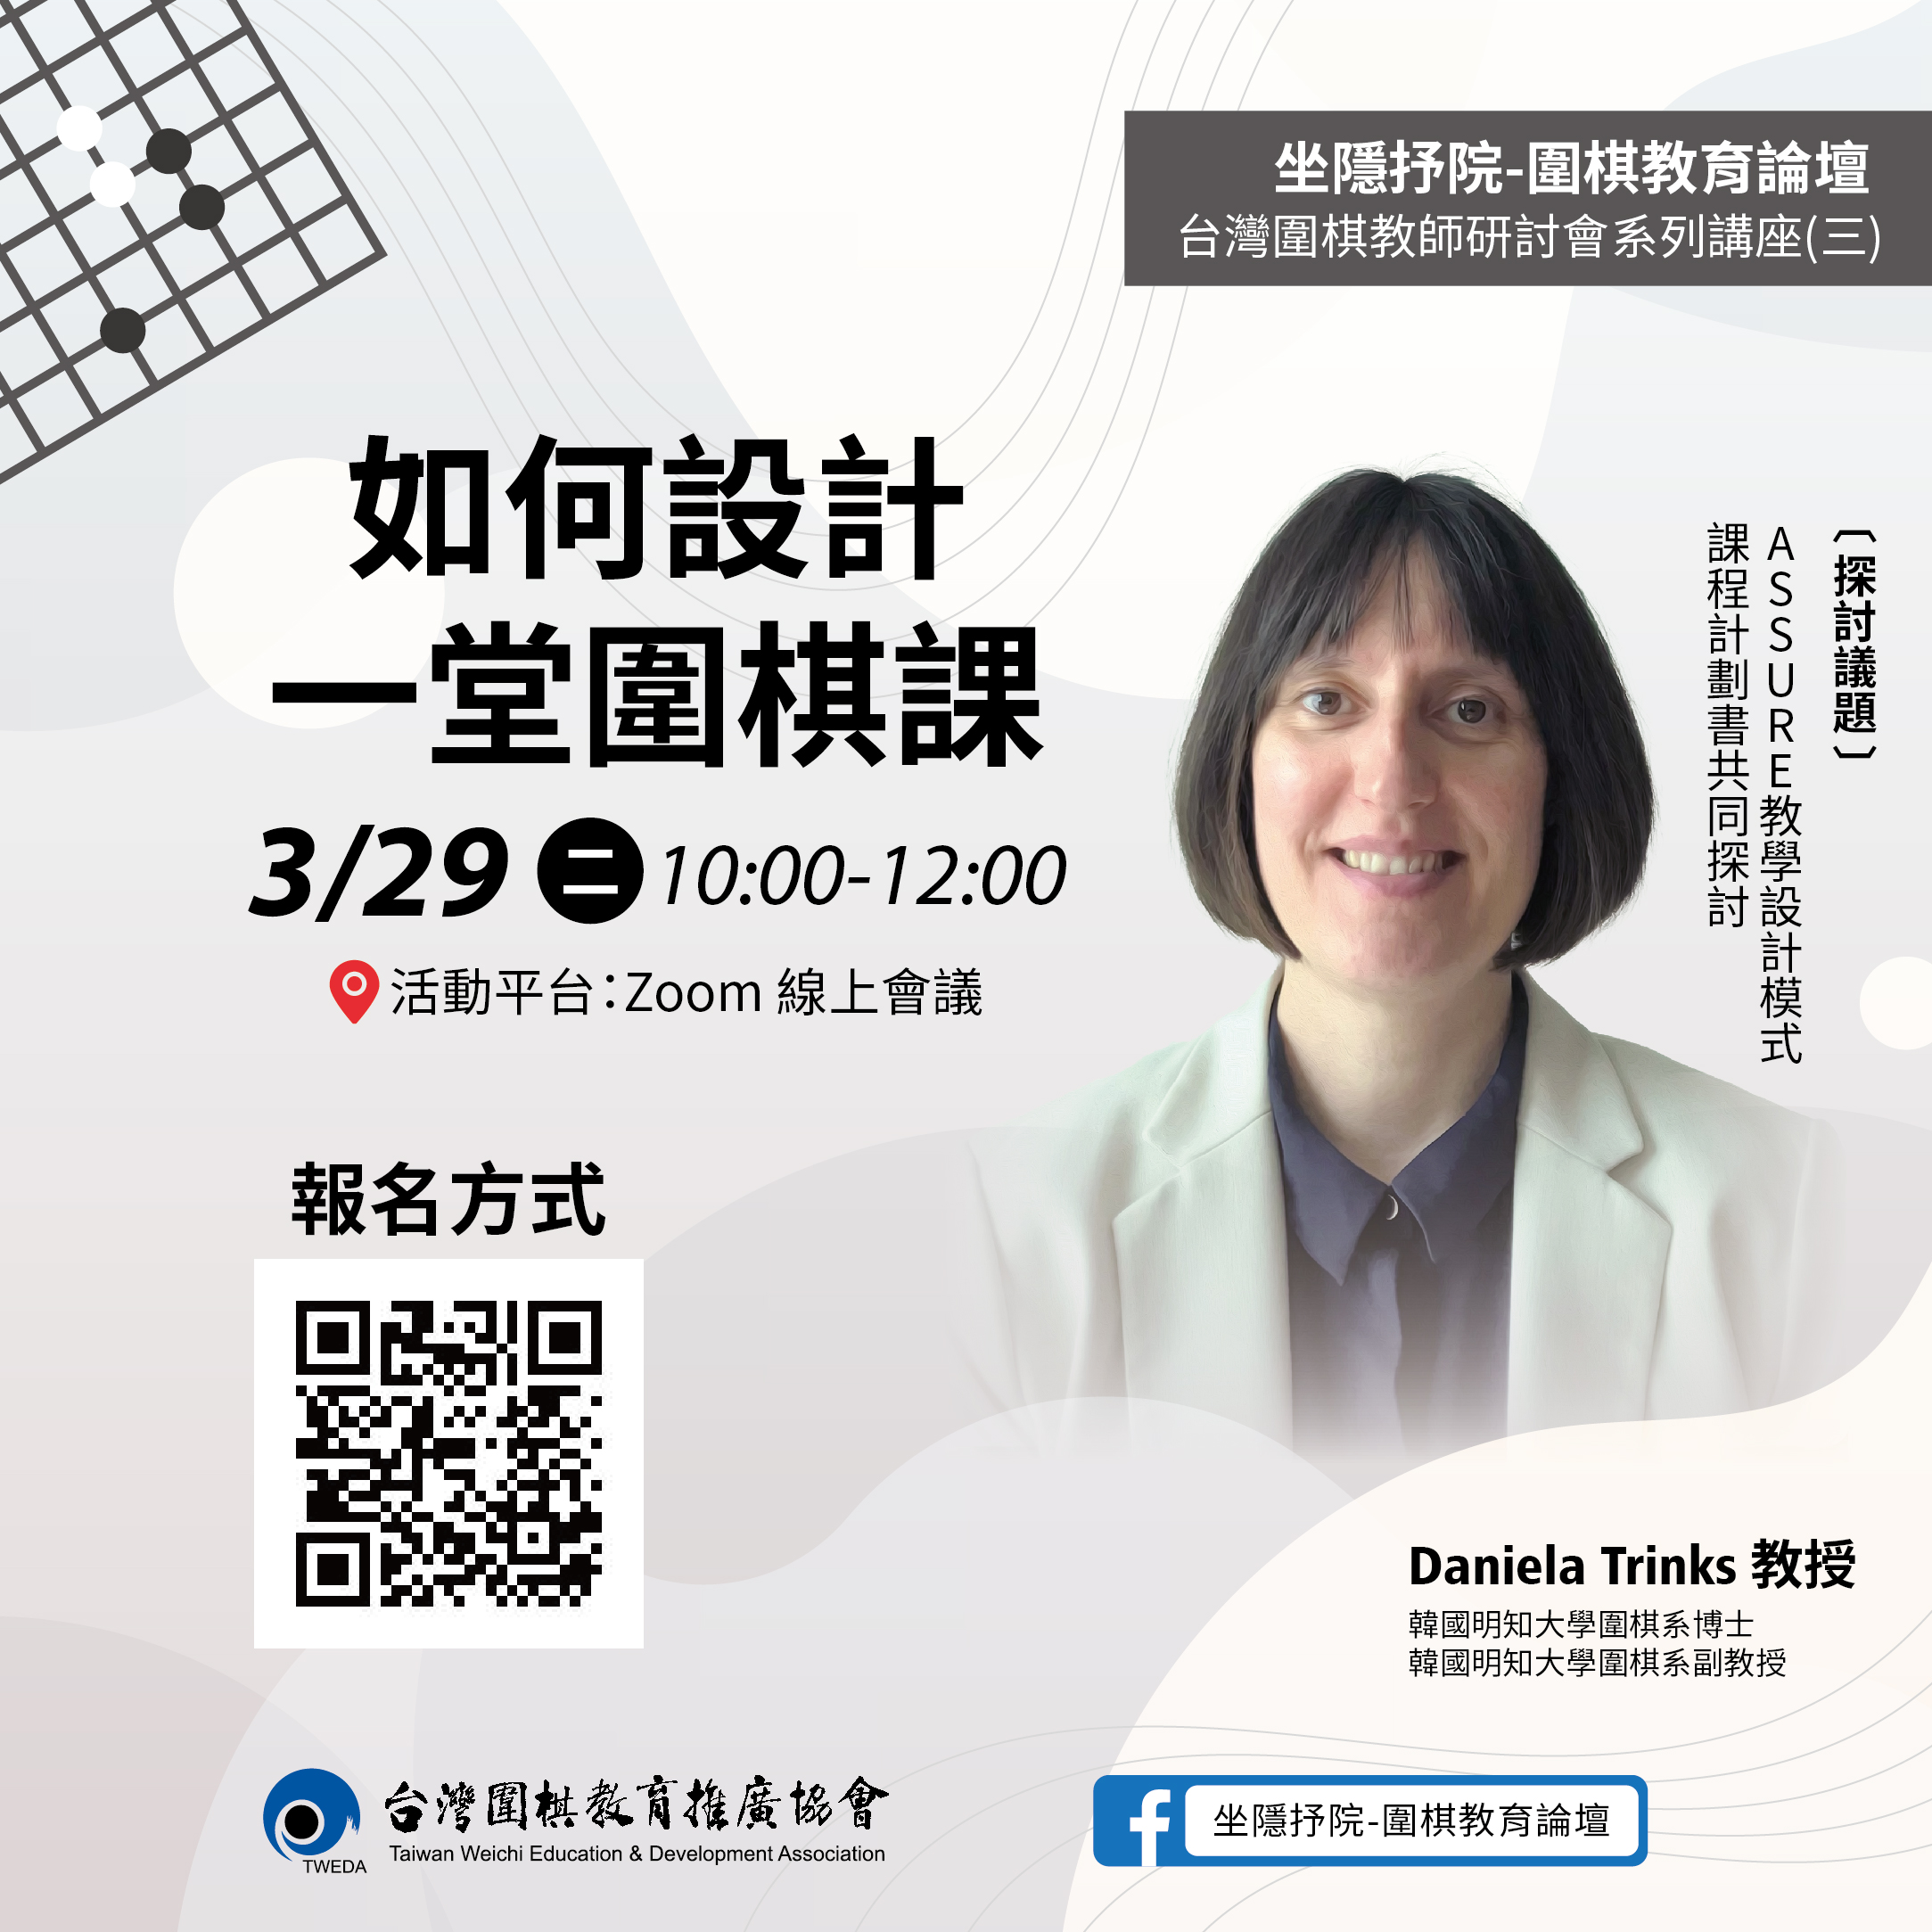 坐隱抒院-圍棋教育論壇
台灣圍棋教師研討會系列講座(三)
如何設計
一堂圍棋課
3/29 二 10:00-12:00
活動平台：Zoom 線上會議
〔探討議題〕
ASSURE教學設計模式
課程計劃書共同探討
報名方式
Daniela Trinks 教授
韓國明知大學圍棋系博士
韓國明知大學圍棋系副教授
台灣圍棋教育推廣協會
Taiwan Weichi Education & Development Association
TWEDA
f 坐隱抒院-圍棋教育論壇